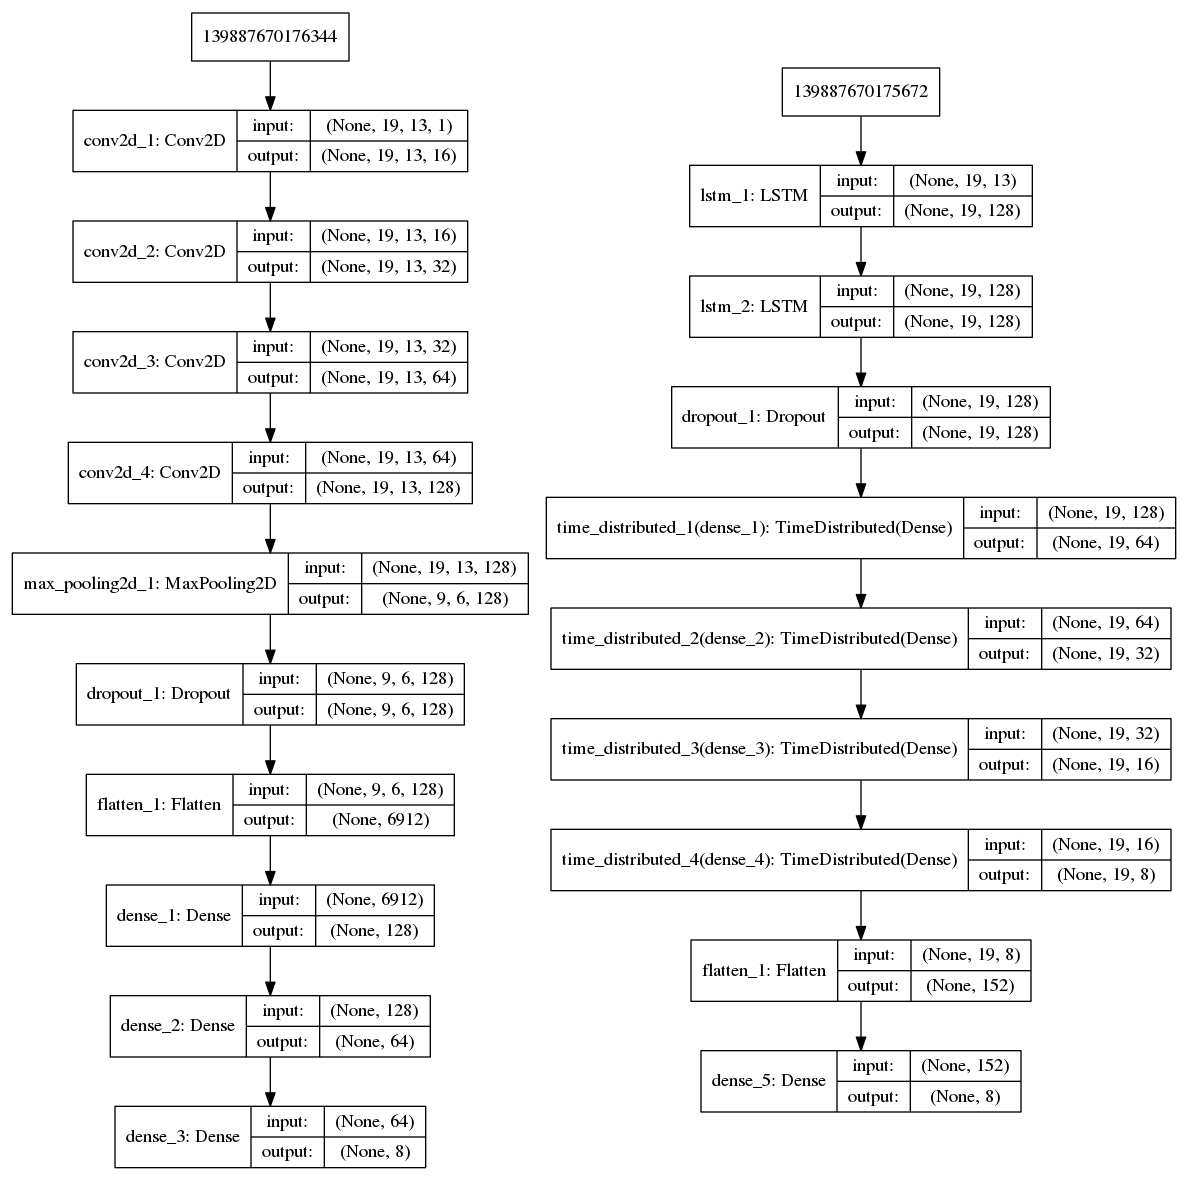 139887670176344
conv2d_1: Conv2D
input:
(None, 19, 13, 1)
output:
(None, 19, 13, 16)
conv2d_2: Conv2D
input:
(None, 19, 13, 16)
output:
(None, 19, 13, 32)
conv2d_3: Conv2D
input:
(None, 19, 13, 32)
output:
(None, 19, 13, 64)
conv2d_4: Conv2D
input:
(None, 19, 13, 64)
output:
(None, 19, 13, 128)
max_pooling2d_1: MaxPooling2D
input:
(None, 19, 13, 128)
output:
(None, 9, 6, 128)
dropout_1: Dropout
input:
(None, 9, 6, 128)
output:
(None, 9, 6, 128)
flatten_1: Flatten
input:
(None, 9, 6, 128)
output:
(None, 6912)
dense_1: Dense
input:
(None, 6912)
output:
(None, 128)
dense_2: Dense
input:
(None, 128)
output:
(None, 64)
dense_3: Dense
input:
(None, 64)
output:
(None, 8)
139887670175672
lstm_1: LSTM
input:
(None, 19, 13)
output:
(None, 19, 128)
lstm_2: LSTM
input:
(None, 19, 128)
output:
(None, 19, 128)
dropout_1: Dropout
input:
(None, 19, 128)
output:
(None, 19, 128)
time_distributed_1(dense_1): TimeDistributed(Dense)
input:
(None, 19, 128)
output:
(None, 19, 64)
time_distributed_2(dense_2): TimeDistributed(Dense)
input:
(None, 19, 64)
output:
(None, 19, 32)
time_distributed_3(dense_3): TimeDistributed(Dense)
input:
(None, 19, 32)
output:
(None, 19, 16)
time_distributed_4(dense_4): TimeDistributed(Dense)
input:
(None, 19, 16)
output:
(None, 19, 8)
flatten_1: Flatten
input:
(None, 19, 8)
output:
(None, 152)
dense_5: Dense
input:
(None, 152)
output:
(None, 8)